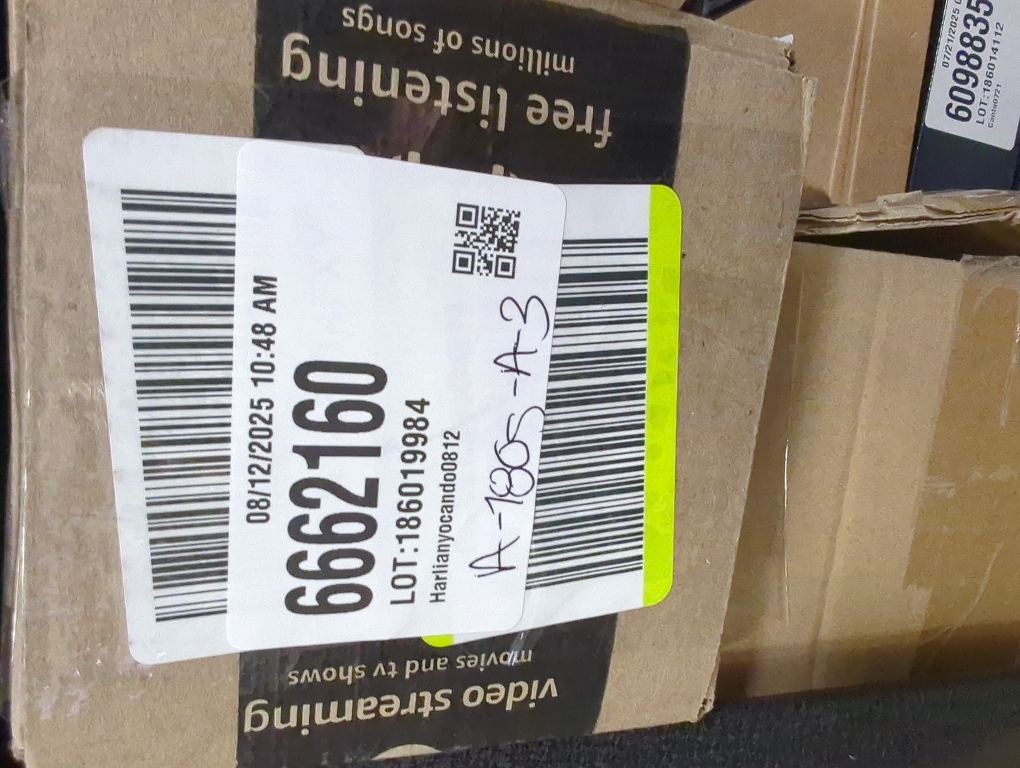 millions of songs
free listening
08/12/2025 10:48 AM
6662160
LOT:186019984
Harlianyocando0812
A-1805-A-3
video streaming
movies and tv shows
07/21/2025
6098835
LOT:186014112
Cando0721